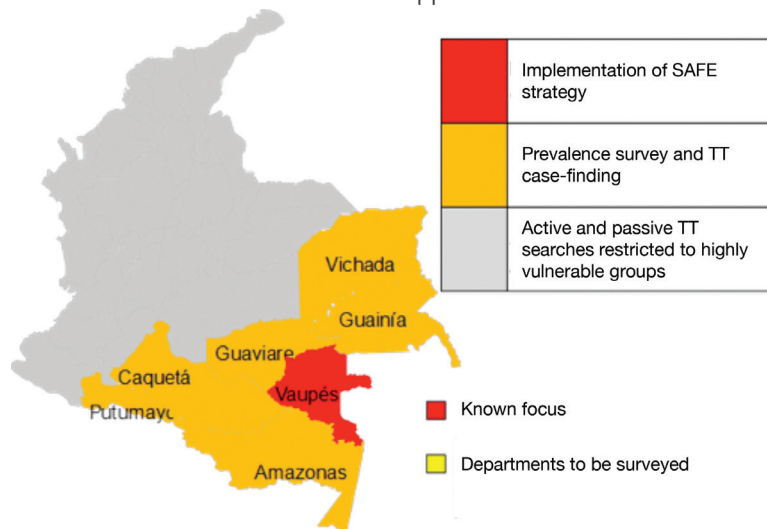 Implementation of SAFE
strategy
Prevalence survey and TT
case-finding
Active and passive TT
searches restricted to highly
vulnerable groups
Vichada
Guainía
Guaviare
Caquetá
Vaupés
Putumayo
Amazonas
Known focus
Departments to be surveyed